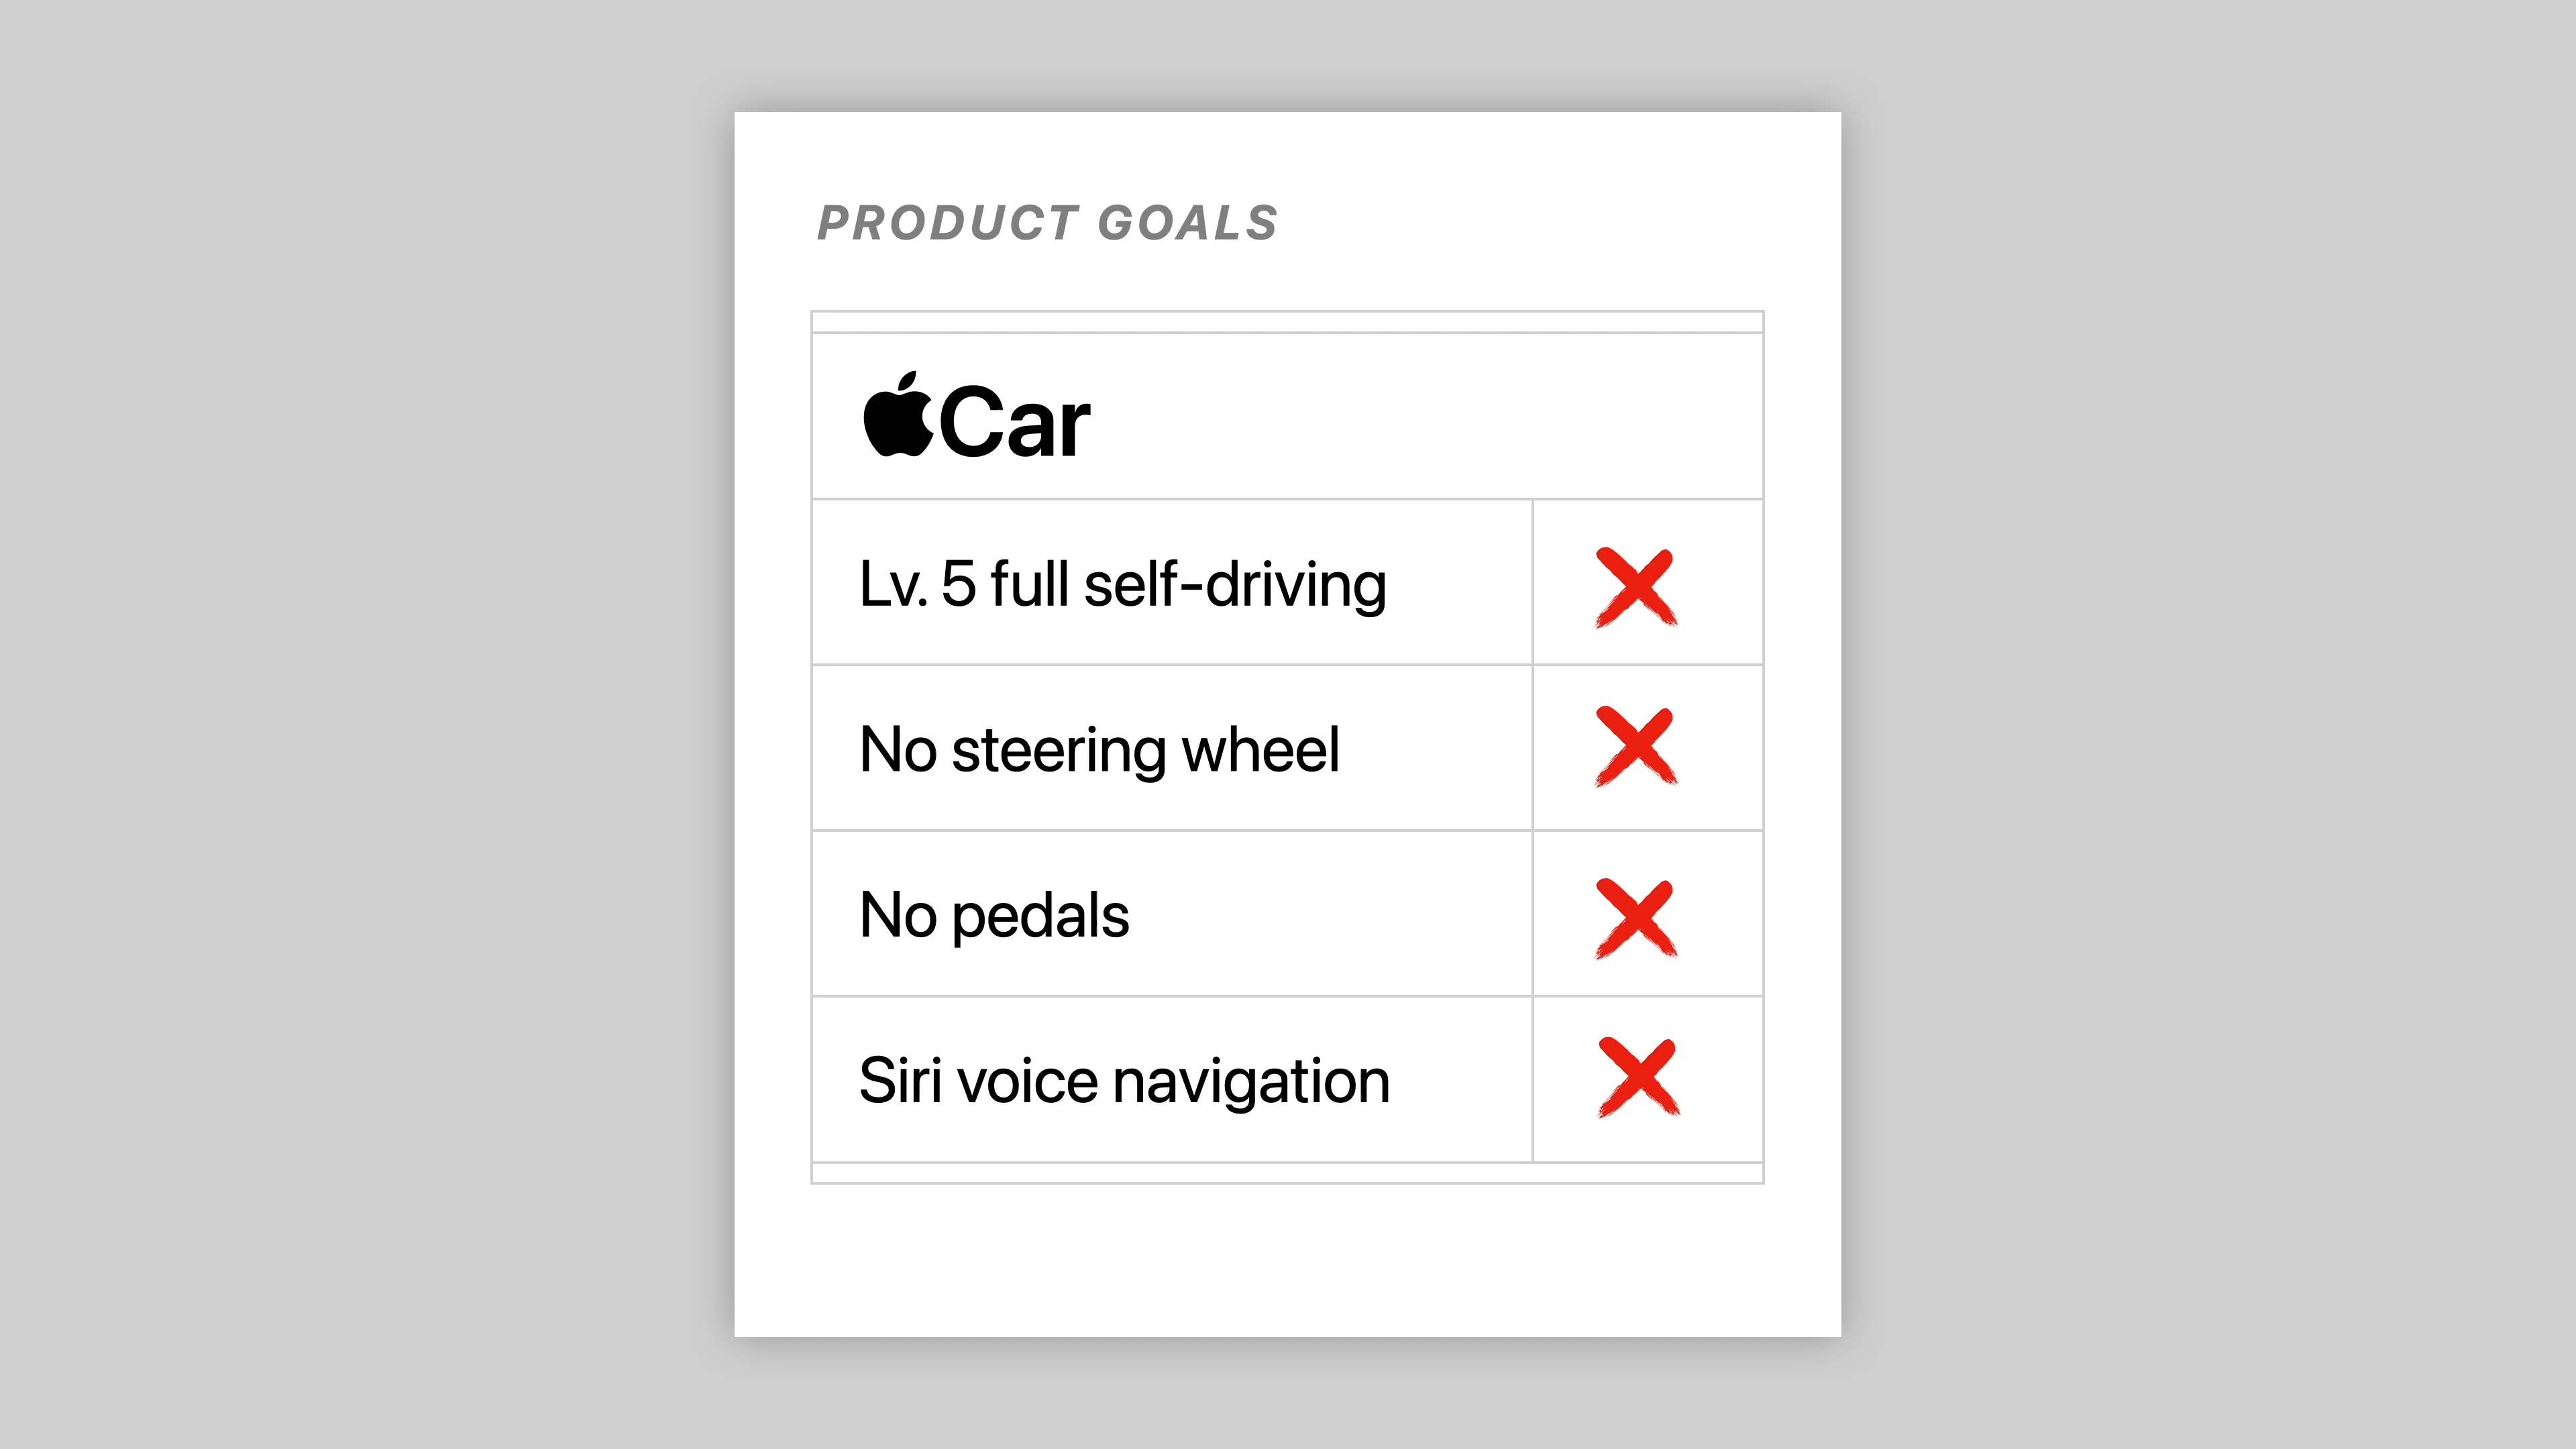 PRODUCT GOALS
Car
Lv. 5 full self-driving
No steering wheel
No pedals
Siri voice navigation